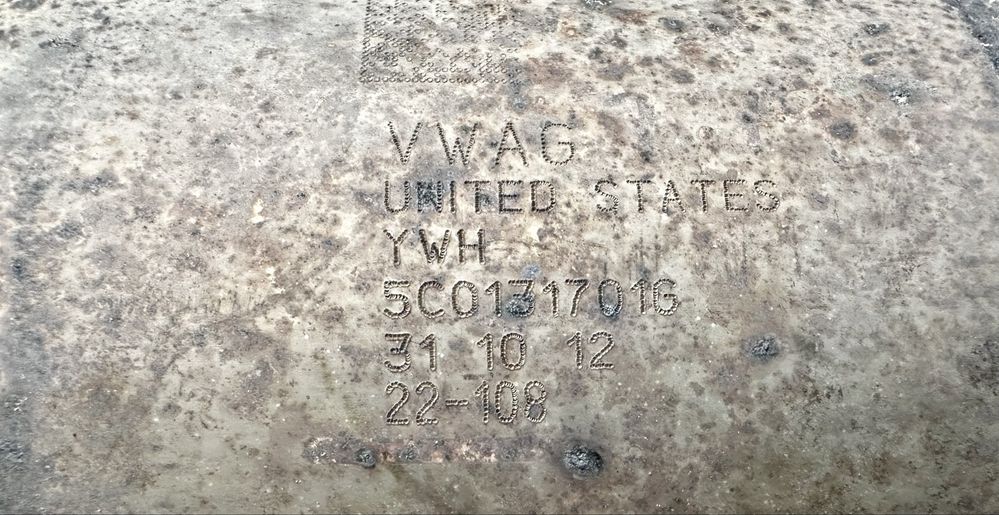 VWAG
UNITED STATES
YWH
5C0131701G
31 10 12
22-108